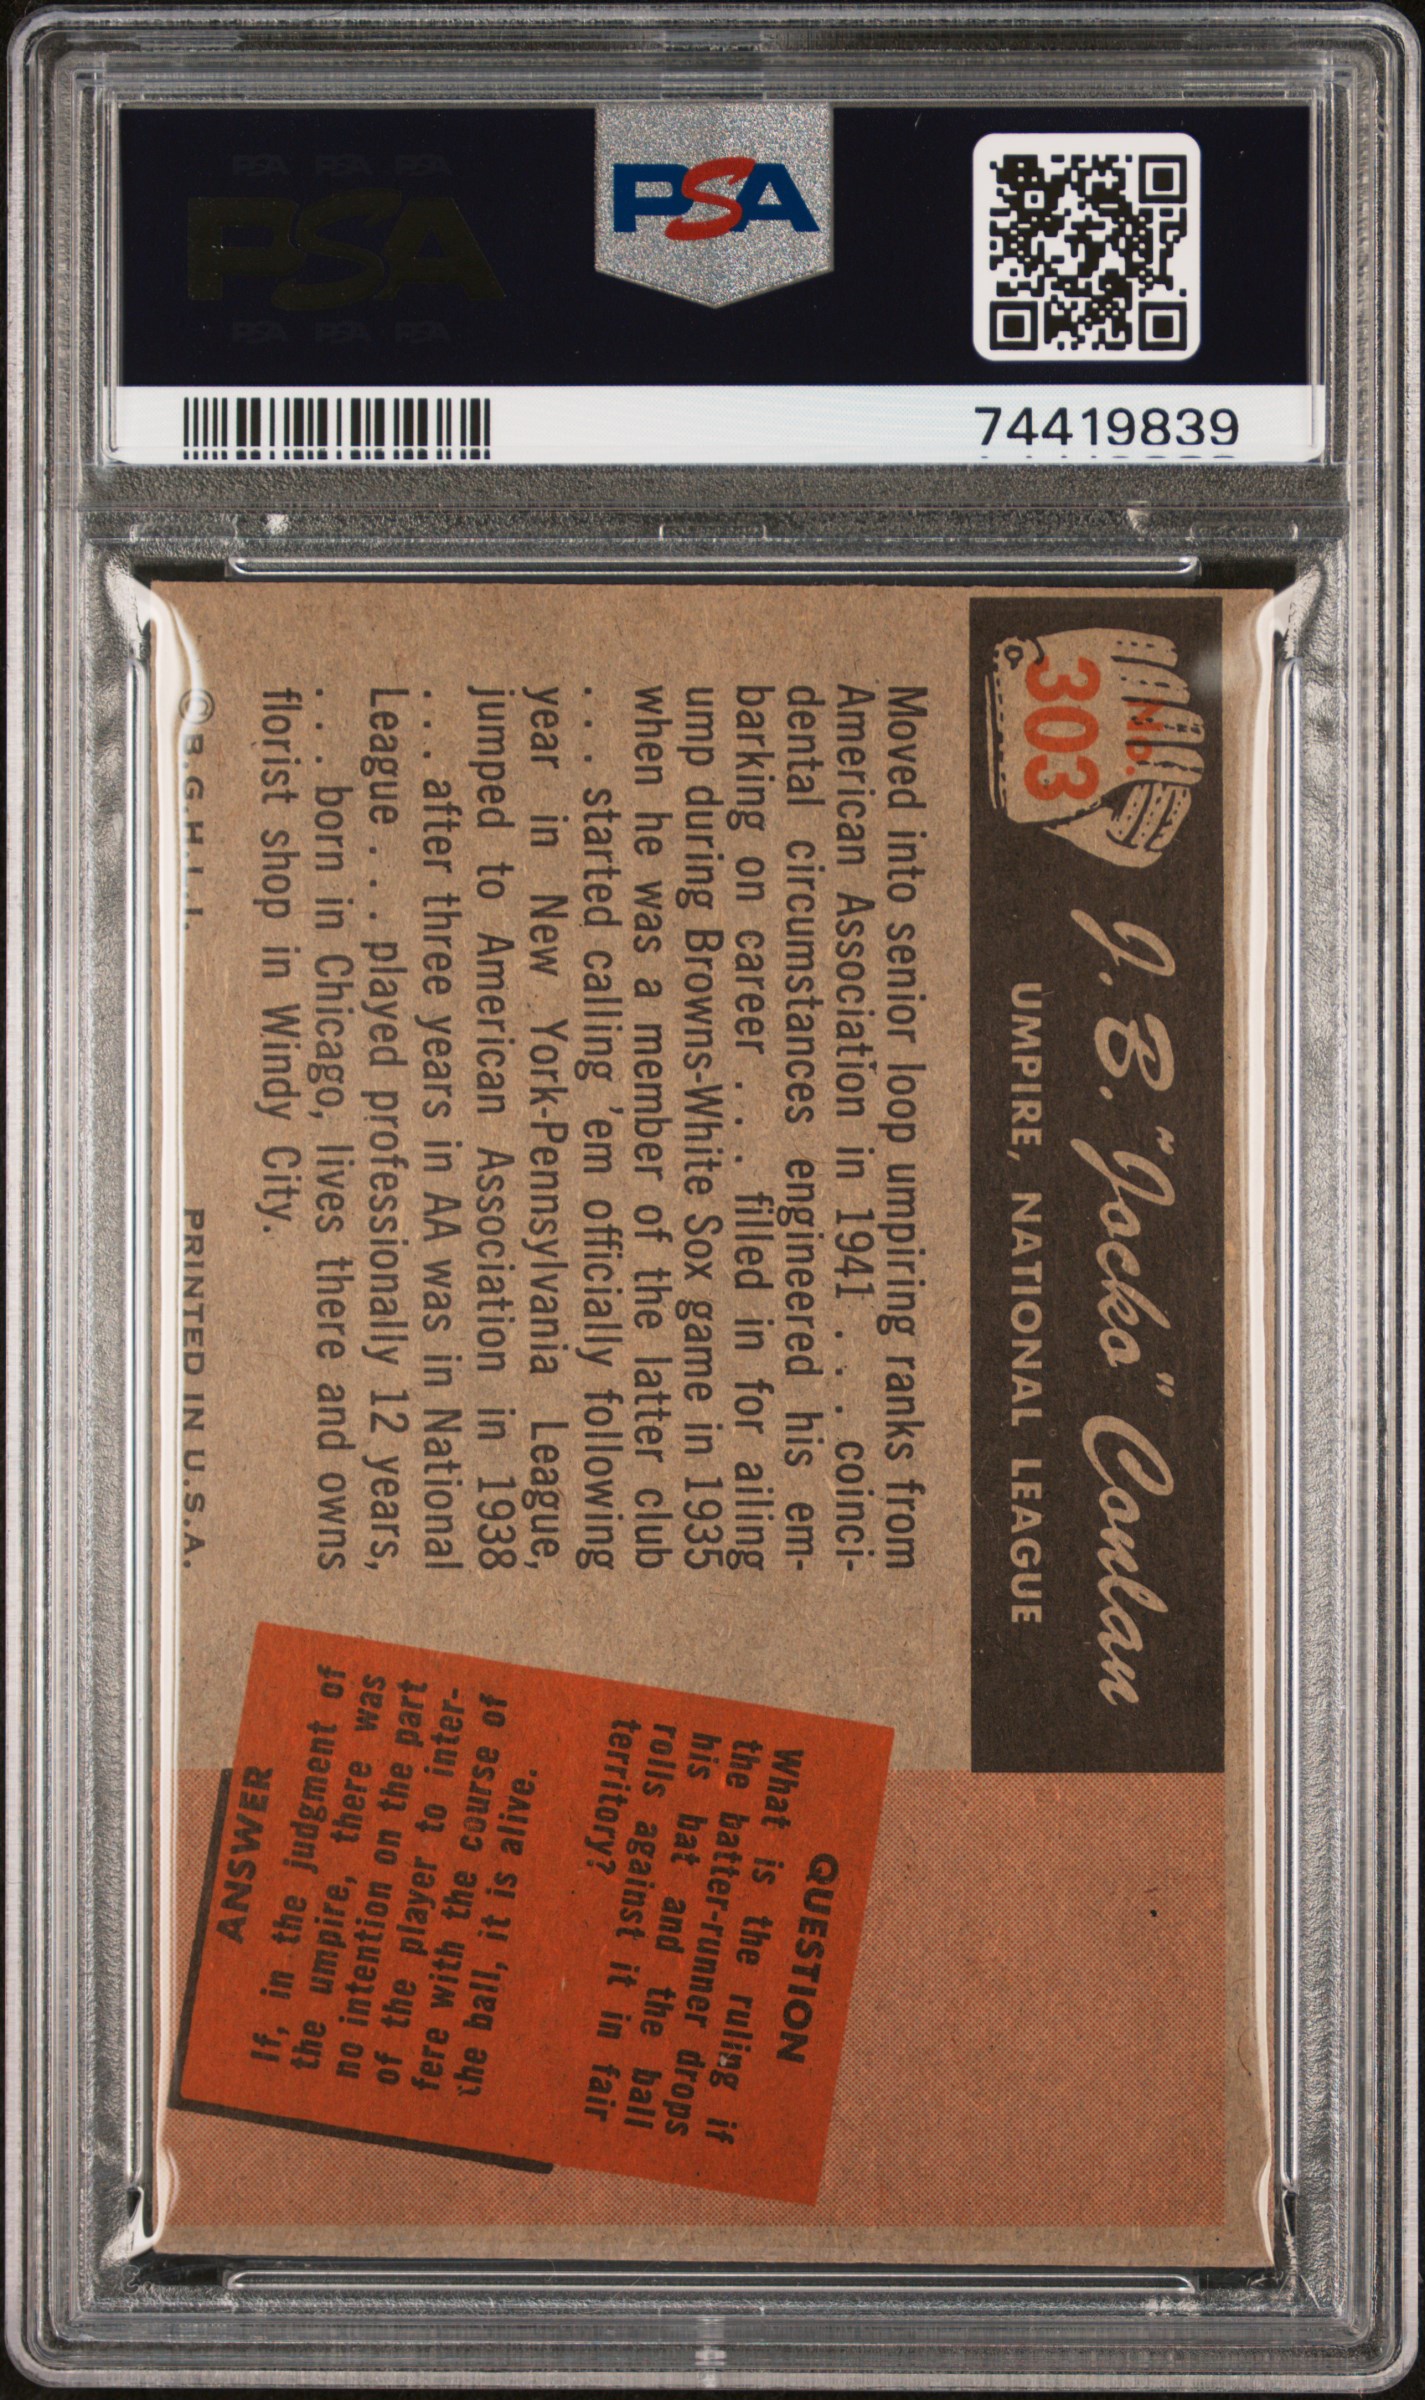 PSA PSA PSA
PSA
PSA PSA PSA
PSA
74419839
No.
303
J. B. "Jocko" Conlan
UMPIRE, NATIONAL LEAGUE
Moved into senior loop umpiring ranks from
American Association in 1941 . . . coinci-
dental circumstances engineered his em-
barking on career . . . filled in for ailing
ump during Browns-White Sox game in 1935
when he was a member of the latter club
. . . started calling 'em officially following
year in New York-Pennsylvania League,
jumped to American Association in 1938
. . . after three years in AA was in National
League . . . played professionally 12 years,
. . . born in Chicago, lives there and owns
florist shop in Windy City.
© B.G.H.L.I.
PRINTED IN U.S.A.
QUESTION
What is the ruling if
the batter-runner drops
his bat and the ball
rolls against it in fair
territory?
ANSWER
If, in the judgment of
the umpire, there was
no intention on the part
of the player to inter-
fere with the course of
the ball, it is alive.